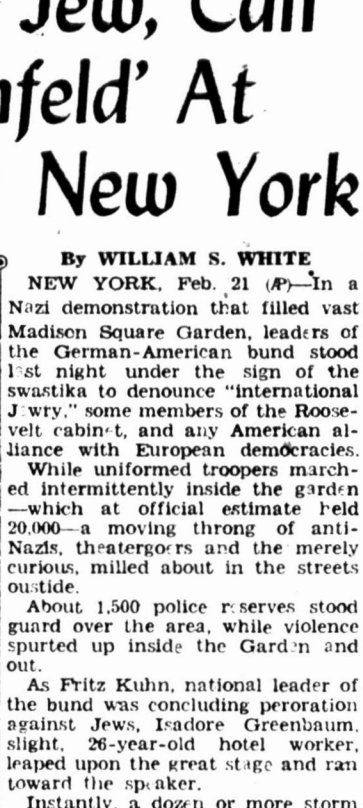 Jew, Call
nfeld' At
New York
By WILLIAM S. WHITE
NEW YORK, Feb. 21 (AP)—In a
Nazi demonstration that filled vast
Madison Square Garden, leaders of
the German-American bund stood
last night under the sign of the
swastika to denounce "international
Jewry," some members of the Roose-
velt cabinet, and any American al-
liance with European democracies.
While uniformed troopers march-
ed intermittently inside the garden
—which at official estimate held
20,000—a moving throng of anti-
Nazis, theatergoers and the merely
curious, milled about in the streets
oustide.
About 1,500 police reserves stood
guard over the area, while violence
spurted up inside the Garden and
out.
As Fritz Kuhn, national leader of
the bund was concluding peroration
against Jews, Isadore Greenbaum,
slight, 26-year-old hotel worker,
leaped upon the great stage and ran
toward the speaker.
Instantly, a dozen or more storm